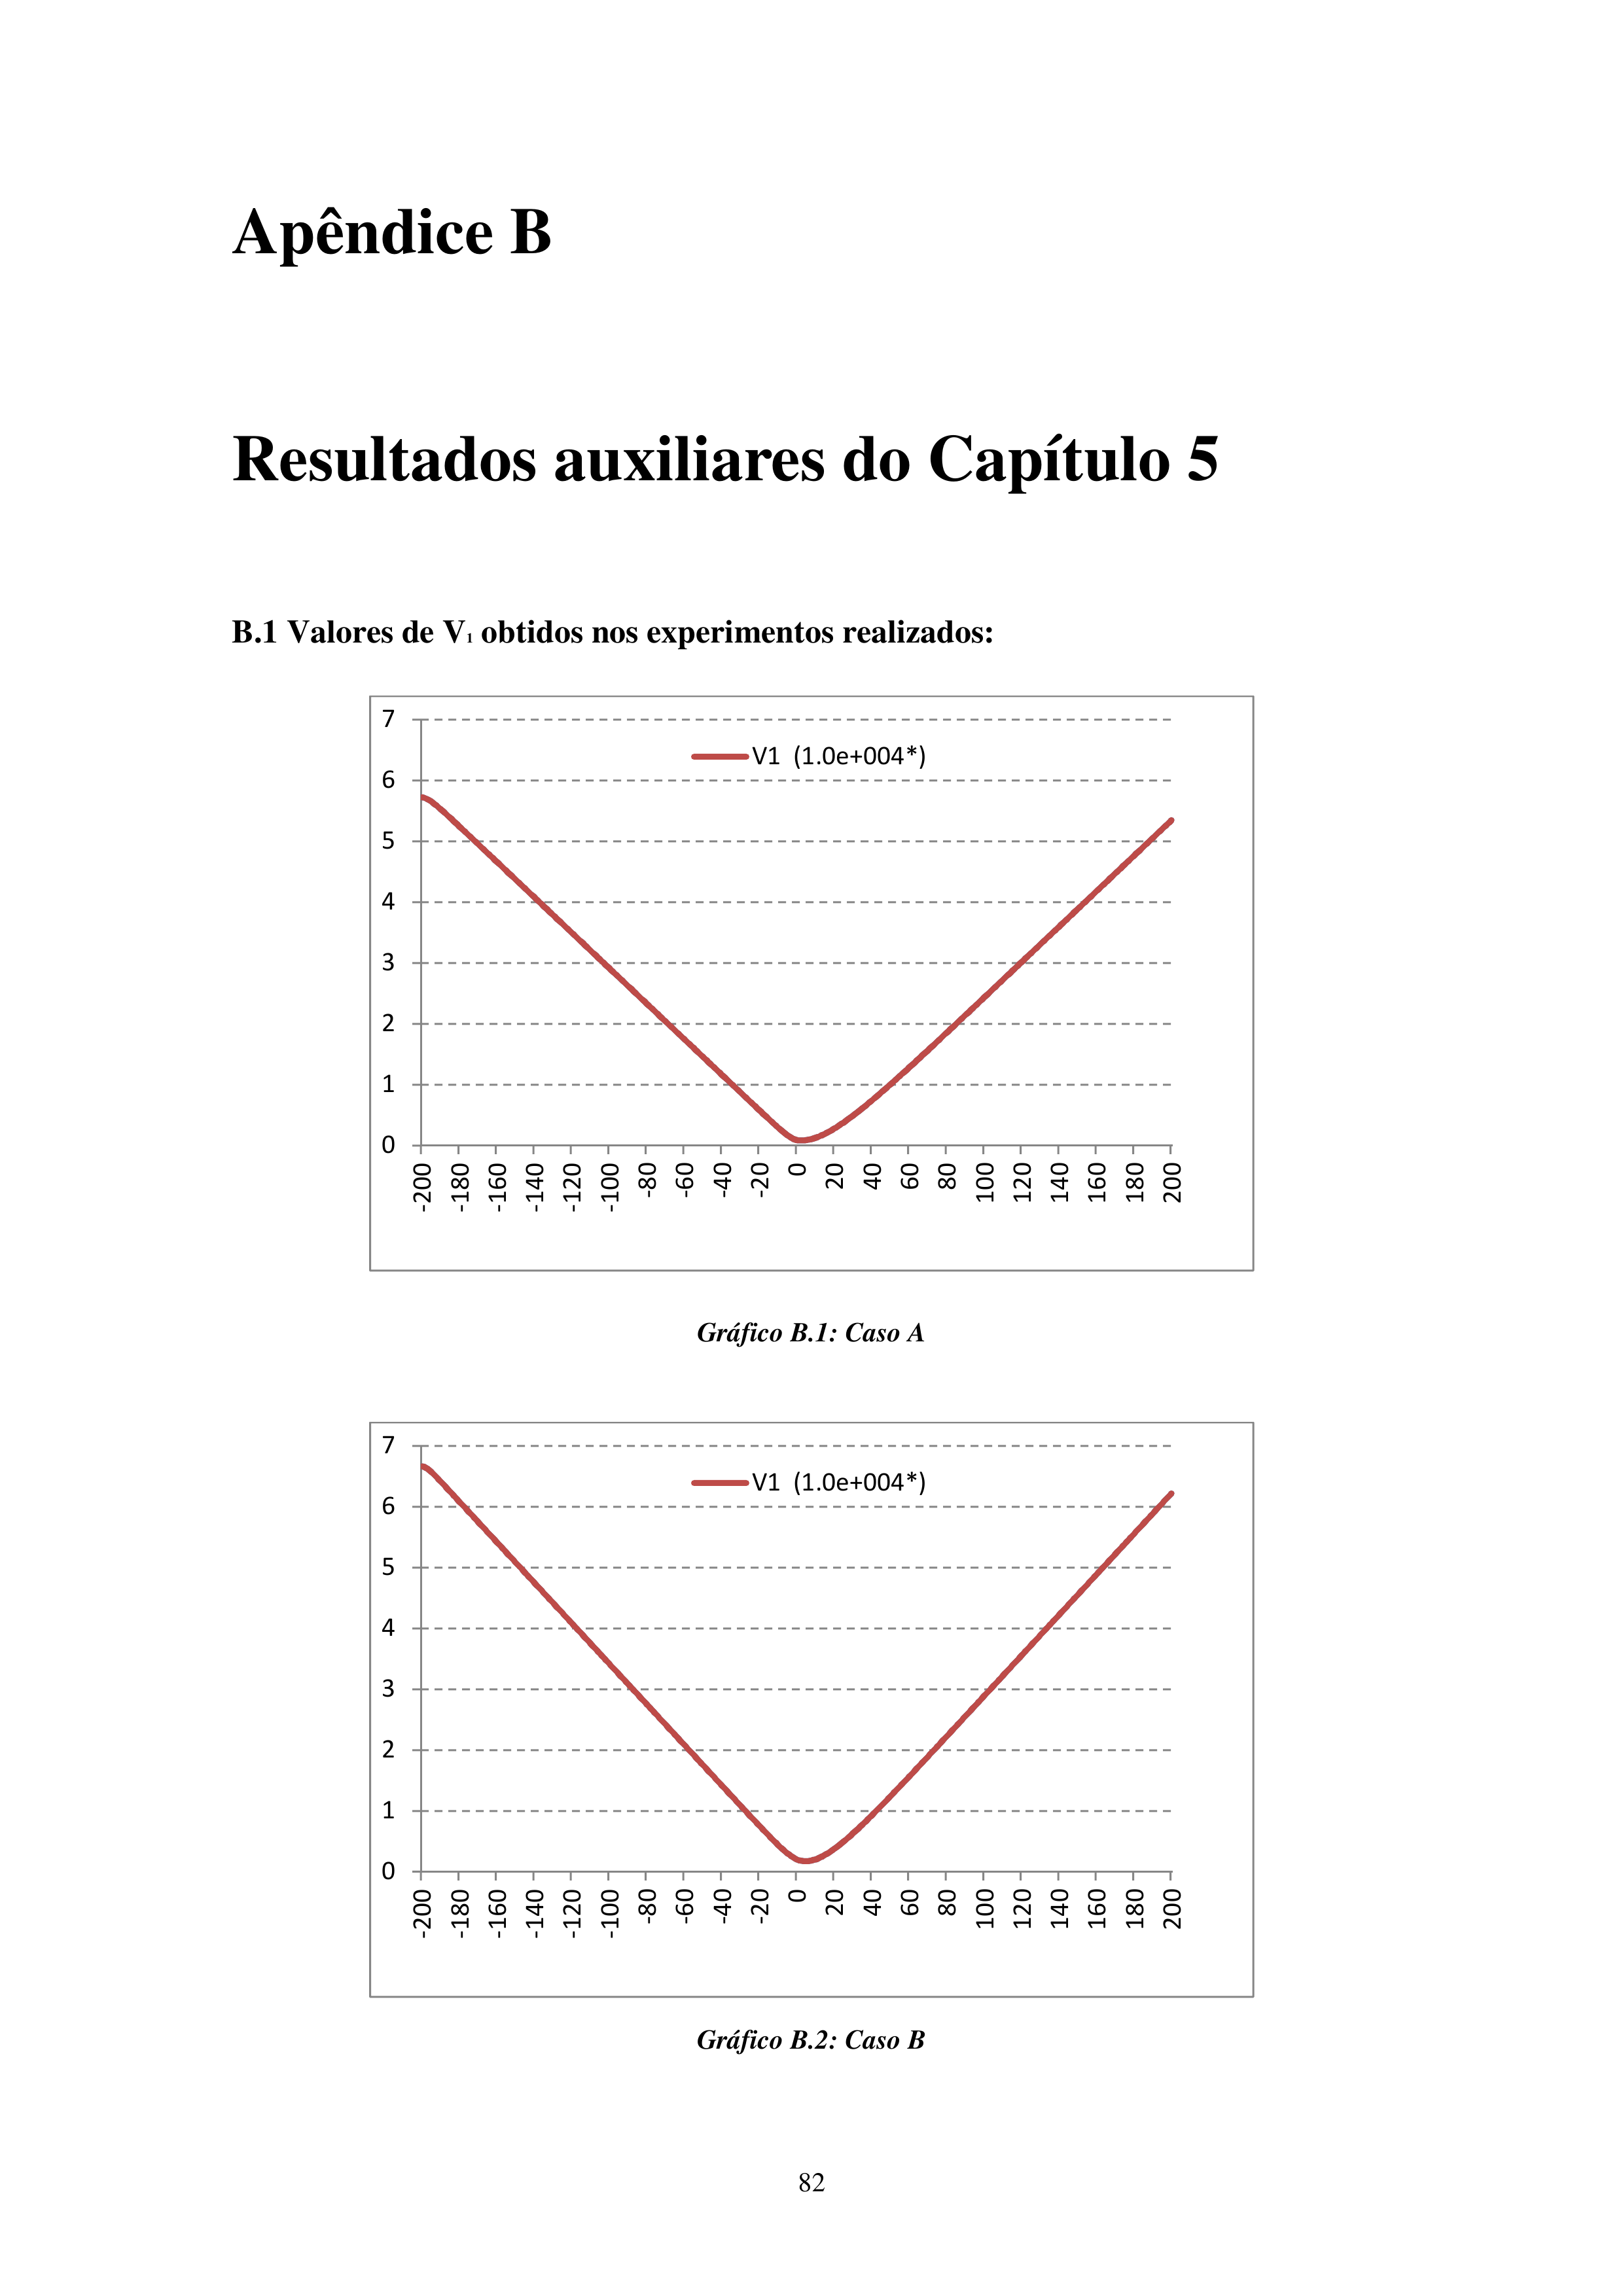 Apêndice B
Resultados auxiliares do Capítulo 5
B.1 Valores de V₁ obtidos nos experimentos realizados:
7
V1 (1.0e+004*)
6
5
4
3
2
1
0
-200 -180 -160 -140 -120 -100 -80 -60 -40 -20 0 20 40 60 80 100 120 140 160 180 200
Gráfico B.1: Caso A
7
V1 (1.0e+004*)
6
5
4
3
2
1
0
-200 -180 -160 -140 -120 -100 -80 -60 -40 -20 0 20 40 60 80 100 120 140 160 180 200
Gráfico B.2: Caso B
82